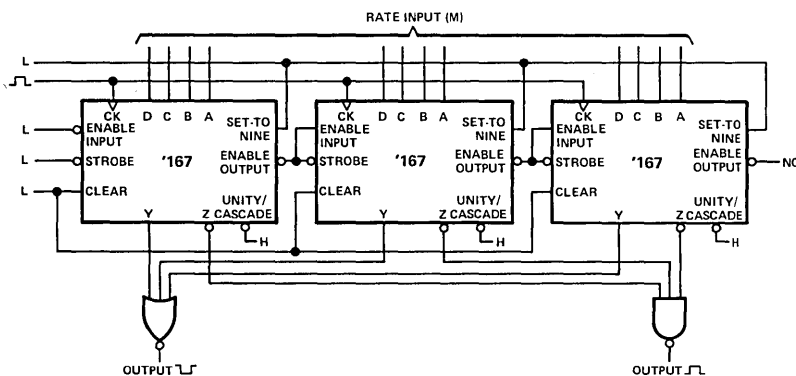 RATE INPUT (M)
L
CK D C B A
ENABLE INPUT
SET-TO NINE
L
STROBE
'167
ENABLE OUTPUT
L
CLEAR
UNITY/ CASCADE
Y
Z
H
L
CK D C B A
ENABLE INPUT
SET-TO NINE
STROBE
'167
ENABLE OUTPUT
CLEAR
UNITY/ CASCADE
Y
Z
H
CK D C B A
ENABLE INPUT
SET-TO NINE
STROBE
'167
ENABLE OUTPUT
NC
CLEAR
UNITY/ CASCADE
Y
Z
H
OUTPUT
OUTPUT